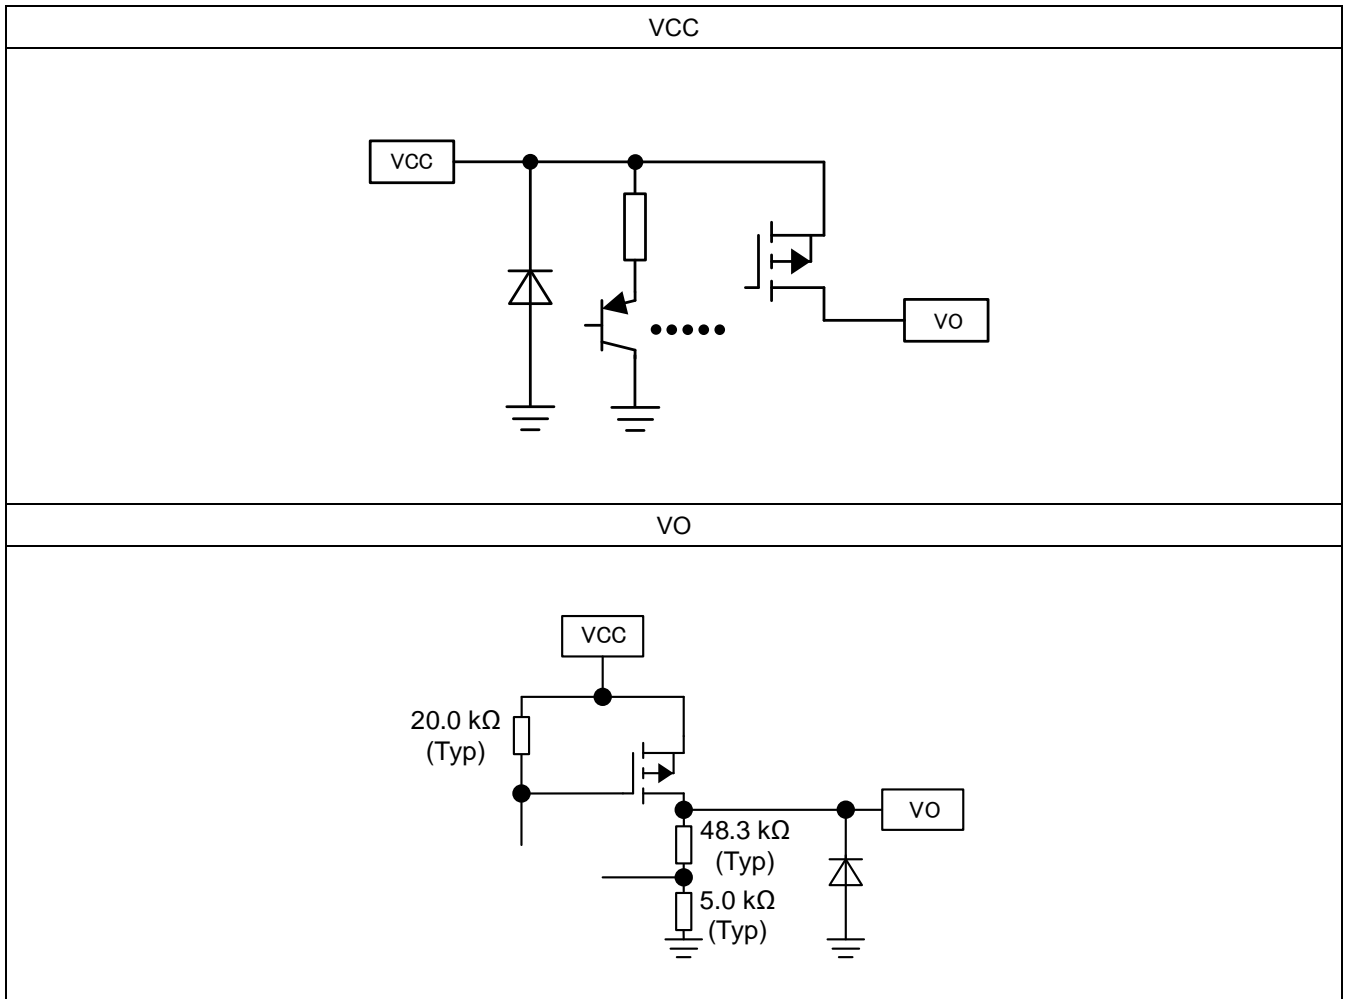 VCC
VCC
VO
VO
VCC
20.0 kΩ
(Typ)
VO
48.3 kΩ
(Typ)
5.0 kΩ
(Typ)